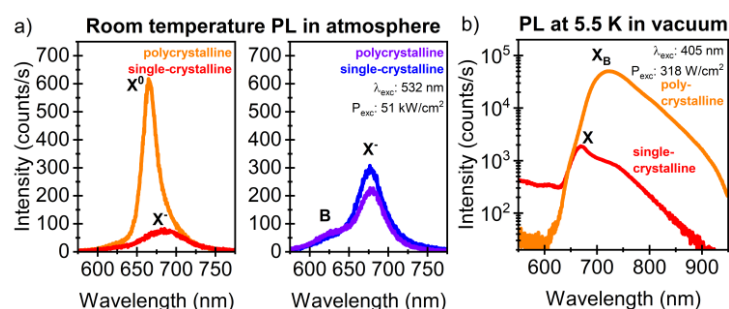 a) Room temperature PL in atmosphere
700
600
500
400
300
200
100
0
Intensity (counts/s)
polycrystalline
single-crystalline
X⁰
X⁻
600 650 700 750
Wavelength (nm)
700
600
500
400
300
200
100
0
polycrystalline
single-crystalline
λexc: 532 nm
Pexc: 51 kW/cm²
X⁻
B
600 650 700 750
Wavelength (nm)
b) PL at 5.5 K in vacuum
10⁵
10⁴
10³
10²
Intensity (counts/s)
XB
λexc: 405 nm
Pexc: 318 W/cm²
poly-
crystalline
X
single-
crystalline
600 700 800 900
Wavelength (nm)